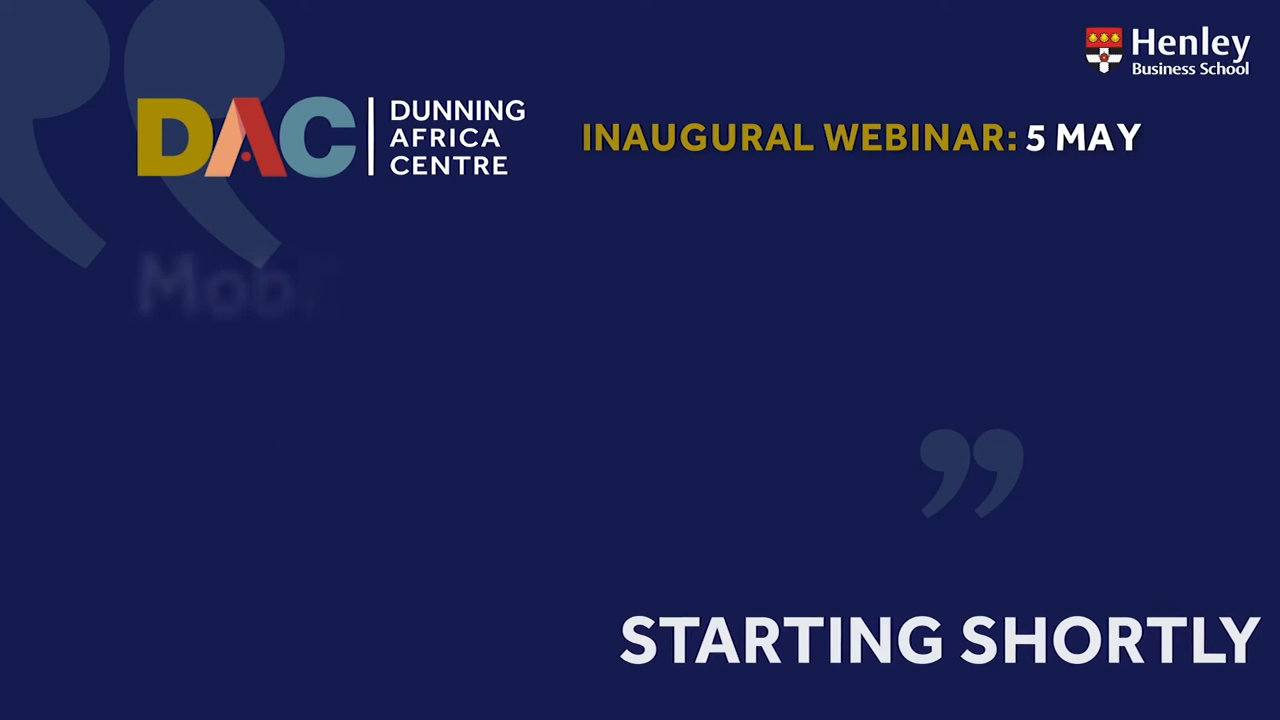 Henley
Business School
DAC
DUNNING
AFRICA
CENTRE
INAUGURAL WEBINAR: 5 MAY
STARTING SHORTLY